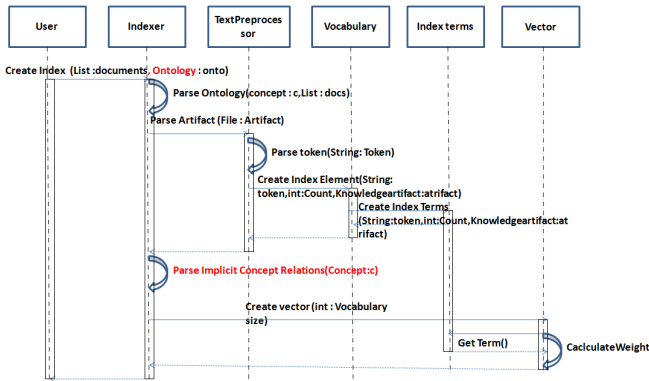 User
Indexer
TextPreproces
sor
Vocabulary
Index terms
Vector
Create Index (List :documents, Ontology : onto)
Parse Ontology(concept : c,List : docs)
Parse Artifact (File : Artifact)
Parse token(String: Token)
Create Index Element(String:
token,int:Count,Knowledgeartifact:atrifact)
Create Index Terms
(String:token,int:Count,Knowledgeartifact:at
rifact)
Parse Implicit Concept Relations(Concept:c)
Create vector (int : Vocabulary
size)
Get Term()
CaclculateWeight